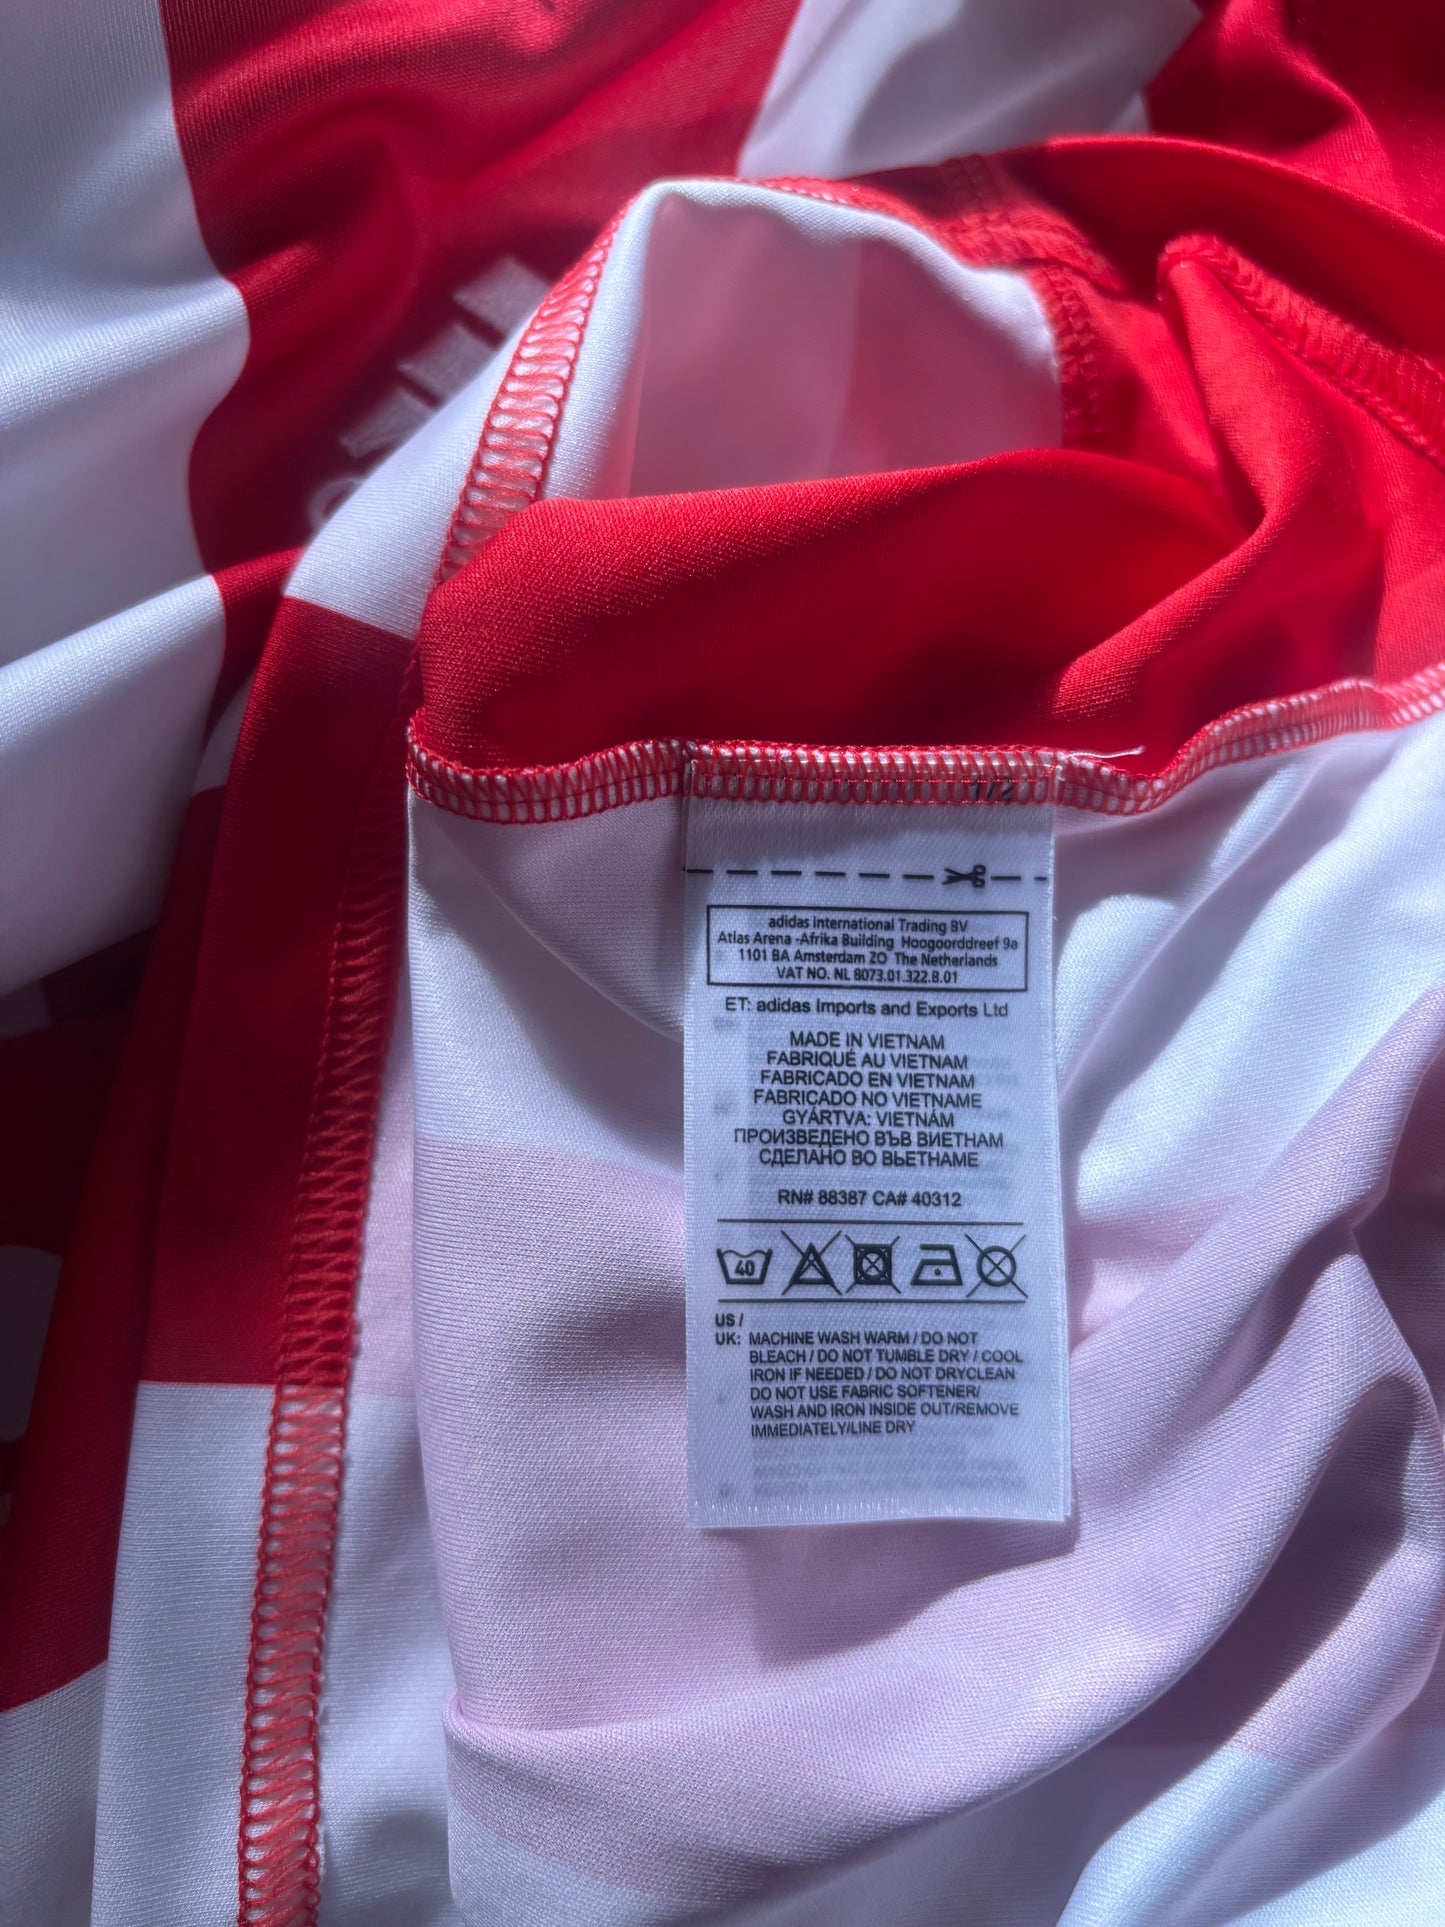 1/2
adidas International Trading BV
Atlas Arena -Afrika Building Hoogoorddreef 9a
1101 BA Amsterdam ZO The Netherlands
VAT NO. NL 8073.01.322.B.01
ET: adidas Imports and Exports Ltd
MADE IN VIETNAM
FABRIQUÉ AU VIETNAM
FABRICADO EN VIETNAM
FABRICADO NO VIETNAME
GYÁRTVA: VIETNÁM
ПРОИЗВЕДЕНО ВЪВ ВИЕТНАМ
СДЕЛАНО ВО ВЬЕТНАМЕ
RN# 88387 CA# 40312
40
US /
UK: MACHINE WASH WARM / DO NOT
BLEACH / DO NOT TUMBLE DRY / COOL
IRON IF NEEDED / DO NOT DRYCLEAN
DO NOT USE FABRIC SOFTENER/
WASH AND IRON INSIDE OUT/REMOVE
IMMEDIATELY/LINE DRY